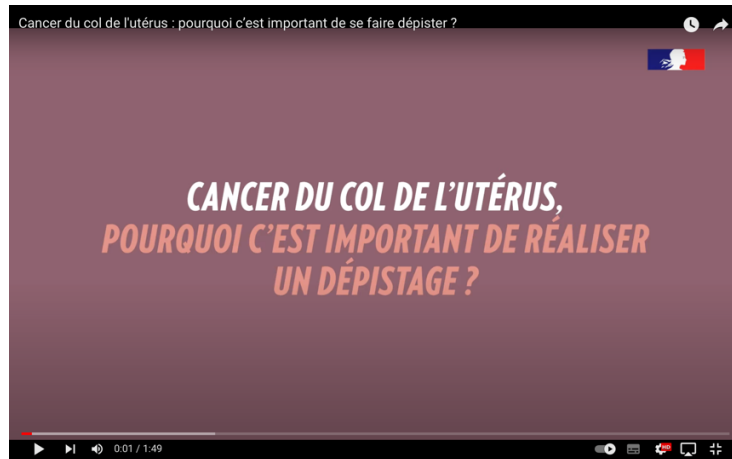 Cancer du col de l'utérus : pourquoi c'est important de se faire dépister ?
CANCER DU COL DE L'UTÉRUS,
POURQUOI C'EST IMPORTANT DE RÉALISER
UN DÉPISTAGE ?
0:01 / 1:49
HD